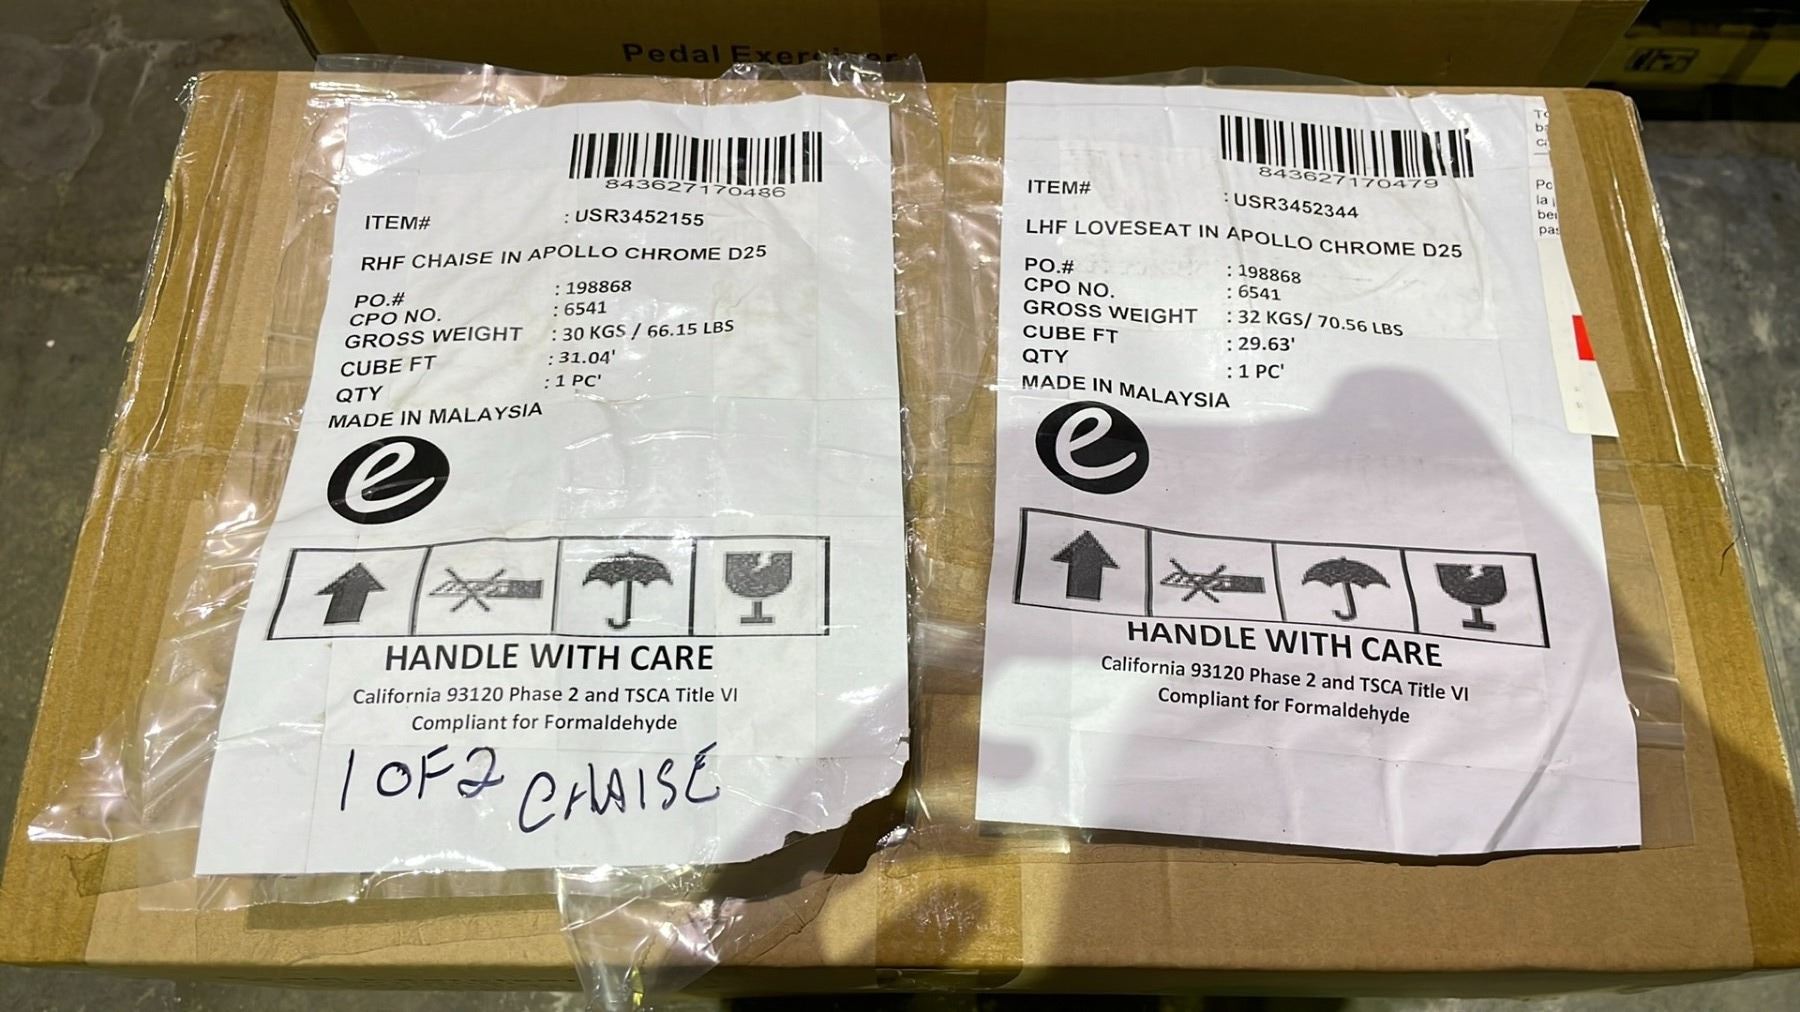 Pedal Exerciser
843627170486
ITEM# : USR3452155
RHF CHAISE IN APOLLO CHROME D25
PO.# : 198868
CPO NO. : 6541
GROSS WEIGHT : 30 KGS / 66.15 LBS
CUBE FT : 31.04'
QTY : 1 PC'
MADE IN MALAYSIA
e
HANDLE WITH CARE
California 93120 Phase 2 and TSCA Title VI
Compliant for Formaldehyde
1 OF 2 CHAISE
843627170479
ITEM# : USR3452344
LHF LOVESEAT IN APOLLO CHROME D25
PO.# : 198868
CPO NO. : 6541
GROSS WEIGHT : 32 KGS/ 70.56 LBS
CUBE FT : 29.63'
QTY : 1 PC'
MADE IN MALAYSIA
e
HANDLE WITH CARE
California 93120 Phase 2 and TSCA Title VI
Compliant for Formaldehyde